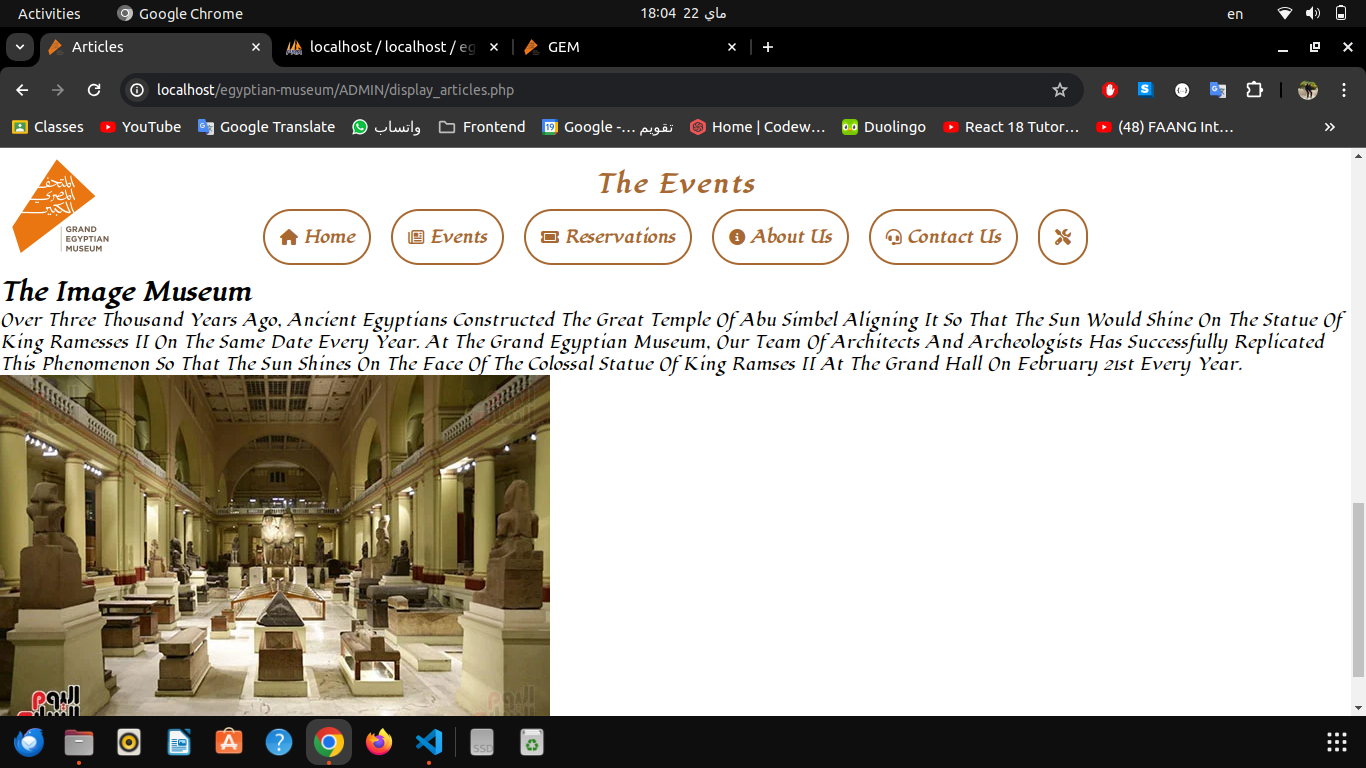 Activities
Google Chrome
18:04 22 ماي
en
Articles
localhost / localhost / eg
GEM
localhost/egyptian-museum/ADMIN/display_articles.php
Classes
YouTube
Google Translate
واتساب
Frontend
Google -... تقويم
Home | Codew...
Duolingo
React 18 Tutor...
(48) FAANG Int...
المتحف
المصري
الكبير
GRAND
EGYPTIAN
MUSEUM
The Events
Home
Events
Reservations
About Us
Contact Us
The Image Museum
Over Three Thousand Years Ago, Ancient Egyptians Constructed The Great Temple Of Abu Simbel Aligning It So That The Sun Would Shine On The Statue Of
King Ramesses II On The Same Date Every Year. At The Grand Egyptian Museum, Our Team Of Architects And Archeologists Has Successfully Replicated
This Phenomenon So That The Sun Shines On The Face Of The Colossal Statue Of King Ramses II At The Grand Hall On February 21st Every Year.
اليوم
SSD